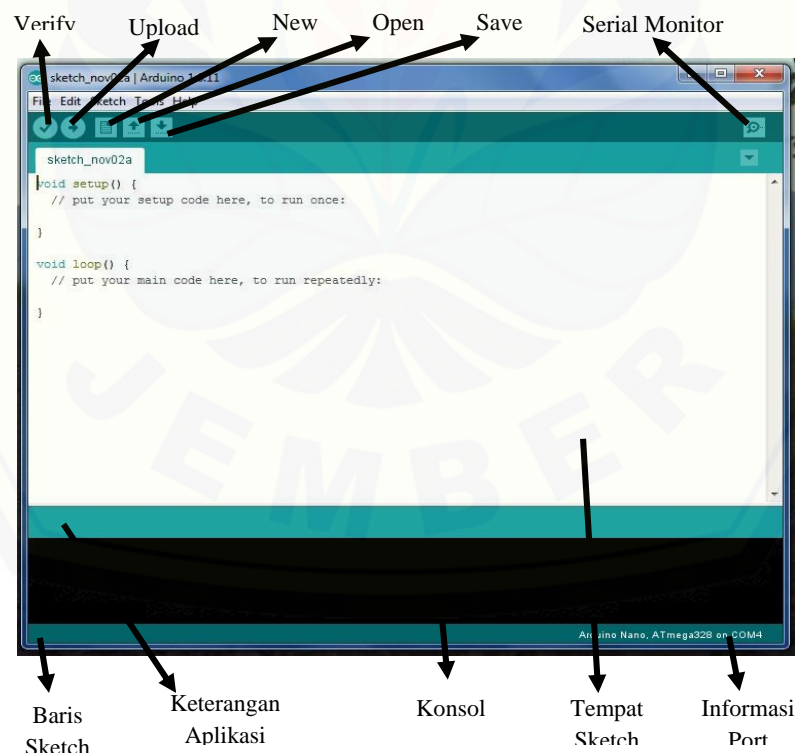 Verify Upload New Open Save Serial Monitor
sketch_nov02a | Arduino 1.6.11
File Edit Sketch Tools Help
sketch_nov02a
void setup() {
// put your setup code here, to run once:
}
void loop() {
// put your main code here, to run repeatedly:
}
JEMBER
Arduino Nano, ATmega328 on COM4
Baris
Sketch
Keterangan
Aplikasi
Konsol
Tempat
Sketch
Informasi
Port